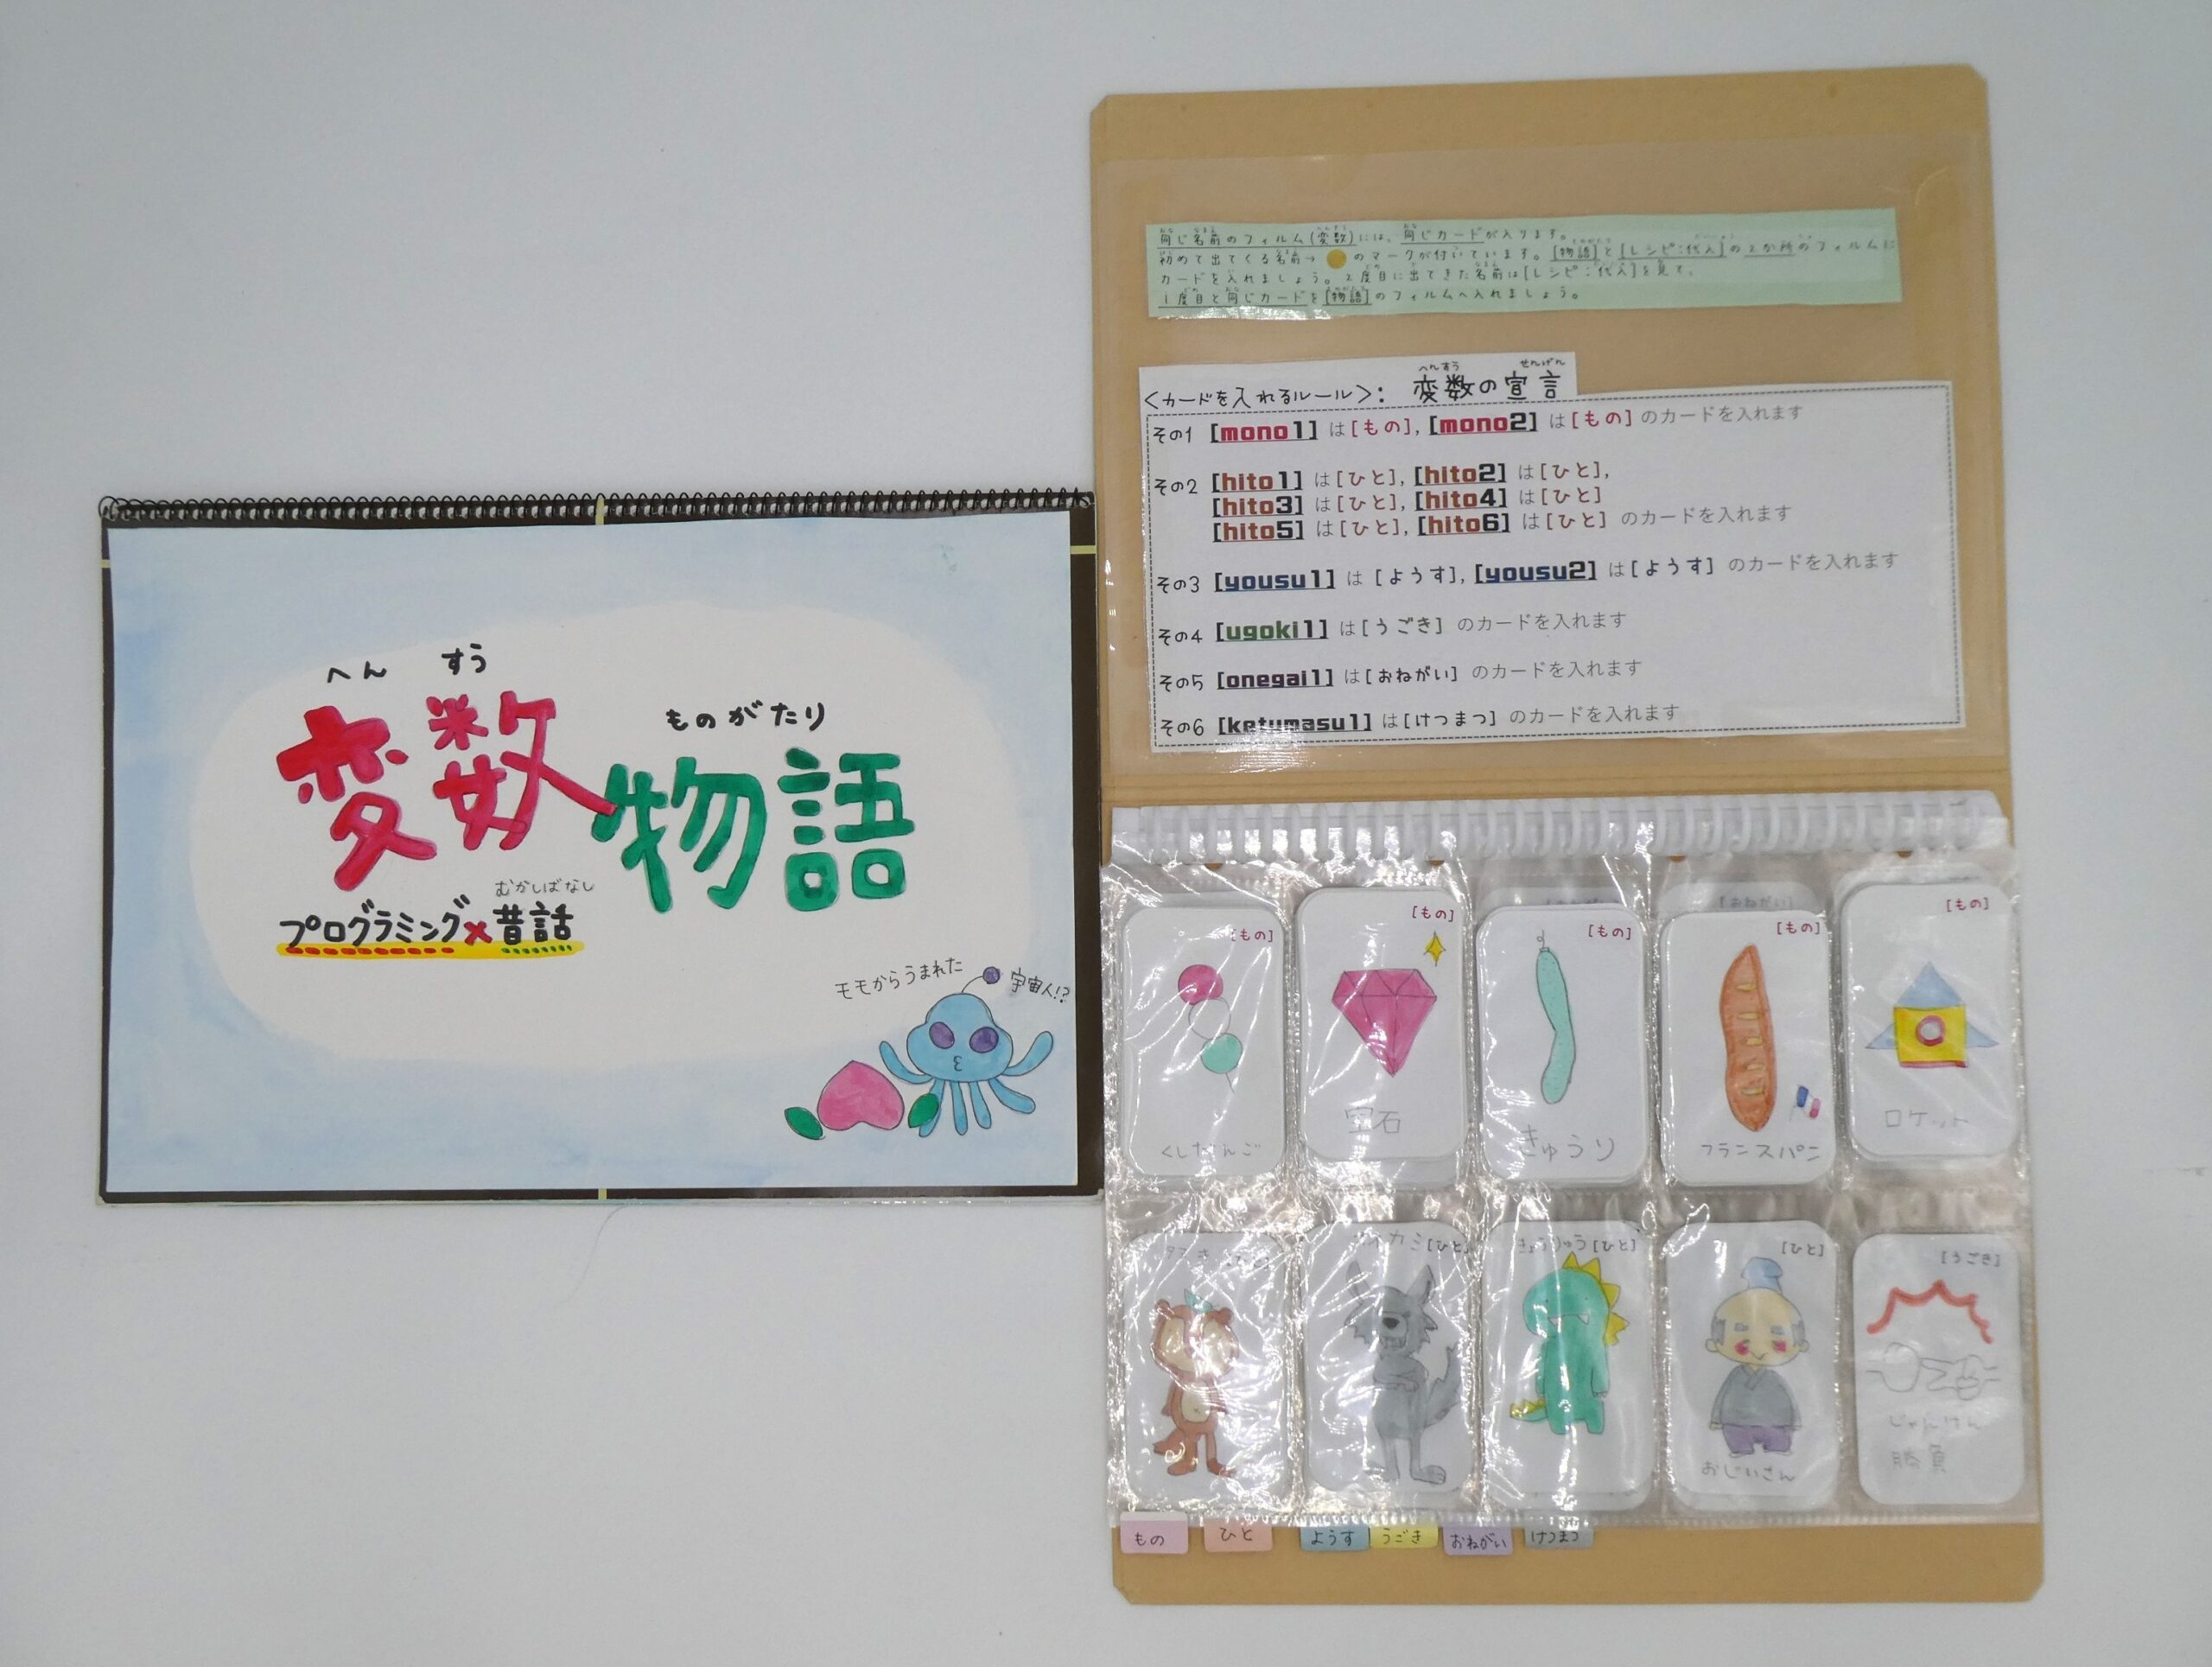 へんすう
変数
ものがたり
物語
むかしばなし
プログラミング×昔話
モモからうまれた
宇宙人!?
同じ名前のフィルム(変数)には、同じカードが入ります。
初めて出てくる名前→ のマークが付いています。[物語]と[レシピ:代入]の2か所のフィルムに
カードを入れましょう。2度目に出てきた名前は[レシピ:代入]を見て、
1度目と同じカードを[物語]のフィルムへ入れましょう。
へんすう せんげん
<カードを入れるルール>: 変数の宣言
その1 [mono1] は[もの], [mono2] は[もの] のカードを入れます
その2 [hito1] は[ひと], [hito2] は[ひと],
[hito3] は[ひと], [hito4] は[ひと]
[hito5] は[ひと], [hito6] は[ひと] のカードを入れます
その3 [yousu1] は [ようす], [yousu2] は[ようす] のカードを入れます
その4 [ugoki1] は[うごき] のカードを入れます
その5 [onegai1] は[おねがい] のカードを入れます
その6 [ketumasu1] は[けつまつ] のカードを入れます
[おねがい]
[もの]
くしだんご
[もの]
宝石
[もの]
きゅうり
[もの]
フランスパン
[もの]
ロケット
[ひと]
きょうりゅう[ひと]
[ひと]
おじいさん
[うごき]
じゃんけん
勝負
もの
ひと
ようす
うごき
おねがい
けつまつ